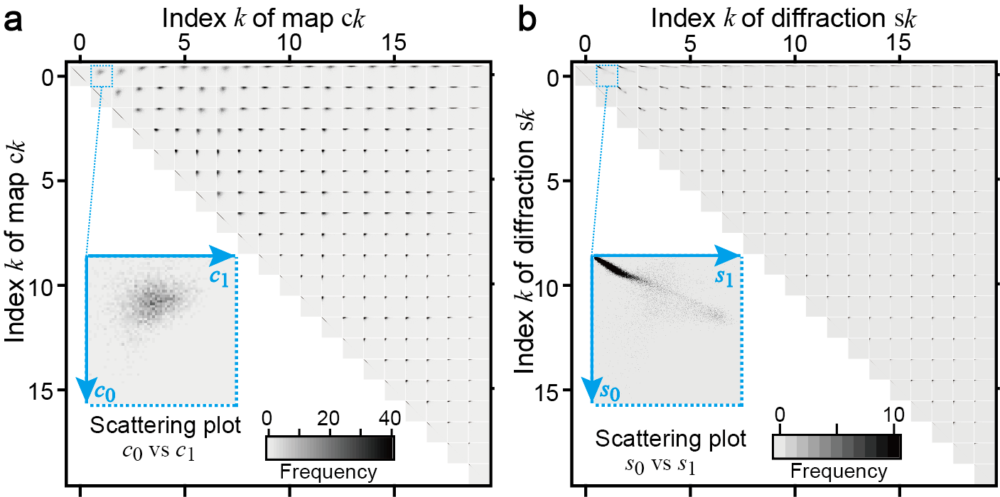 a
Index k of map ck
0 5 10 15
Index k of map ck
0
5
10
15
c1
c0
Scattering plot
c0 vs c1
0 20 40
Frequency
b
Index k of diffraction sk
0 5 10 15
Index k of diffraction sk
0
5
10
15
s1
s0
Scattering plot
s0 vs s1
0 10
Frequency